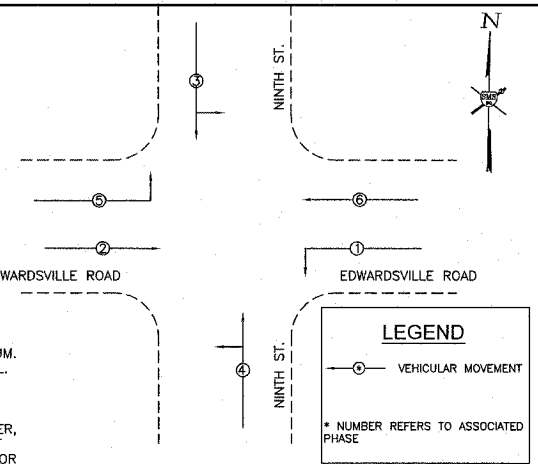 N
NINTH ST.
3
5
6
2
1
WARDSVILLE ROAD
EDWARDSVILLE ROAD
4
NINTH ST.
UM.
L.
ER,
OR
LEGEND
* VEHICULAR MOVEMENT
* NUMBER REFERS TO ASSOCIATED
PHASE